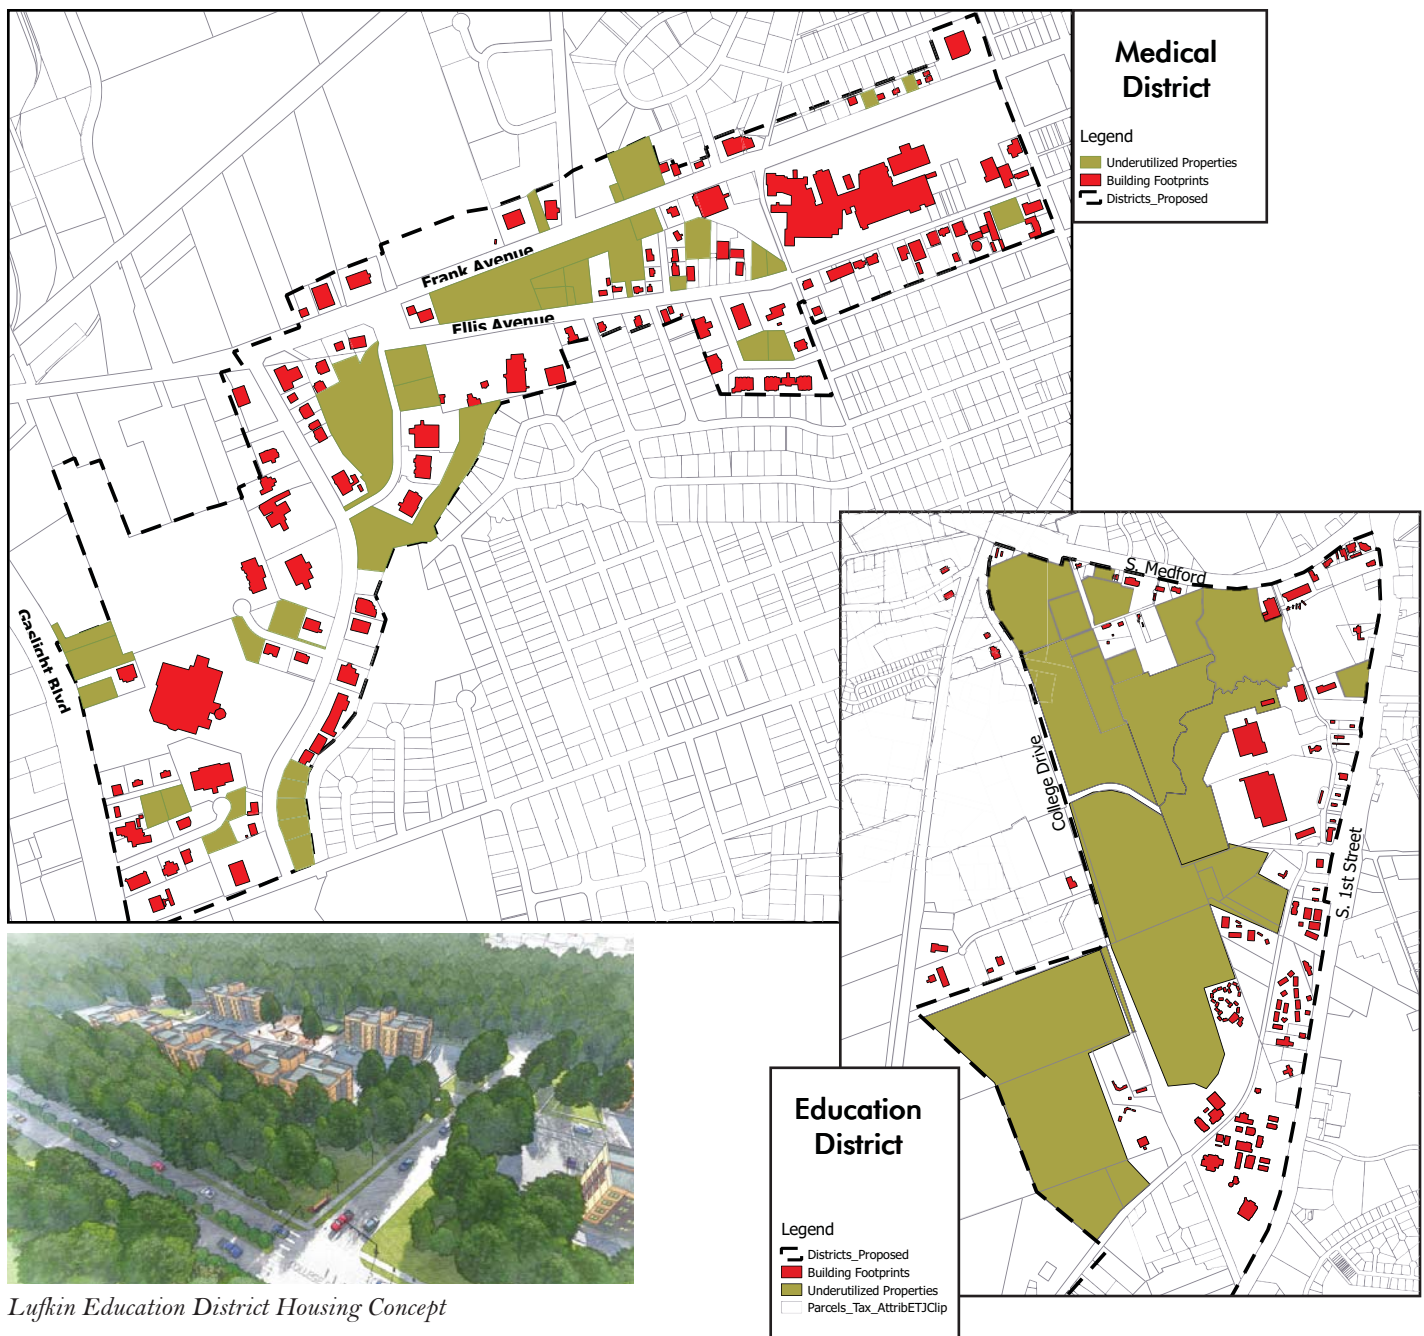 Medical
District
Legend
Underutilized Properties
Building Footprints
Districts_Proposed
Frank Avenue
Ellis Avenue
Gaslight Blvd
S. Medford
College Drive
S. 1st Street
Education
District
Legend
Districts_Proposed
Building Footprints
Underutilized Properties
Parcels_Tax_AttribETJClip
Lufkin Education District Housing Concept